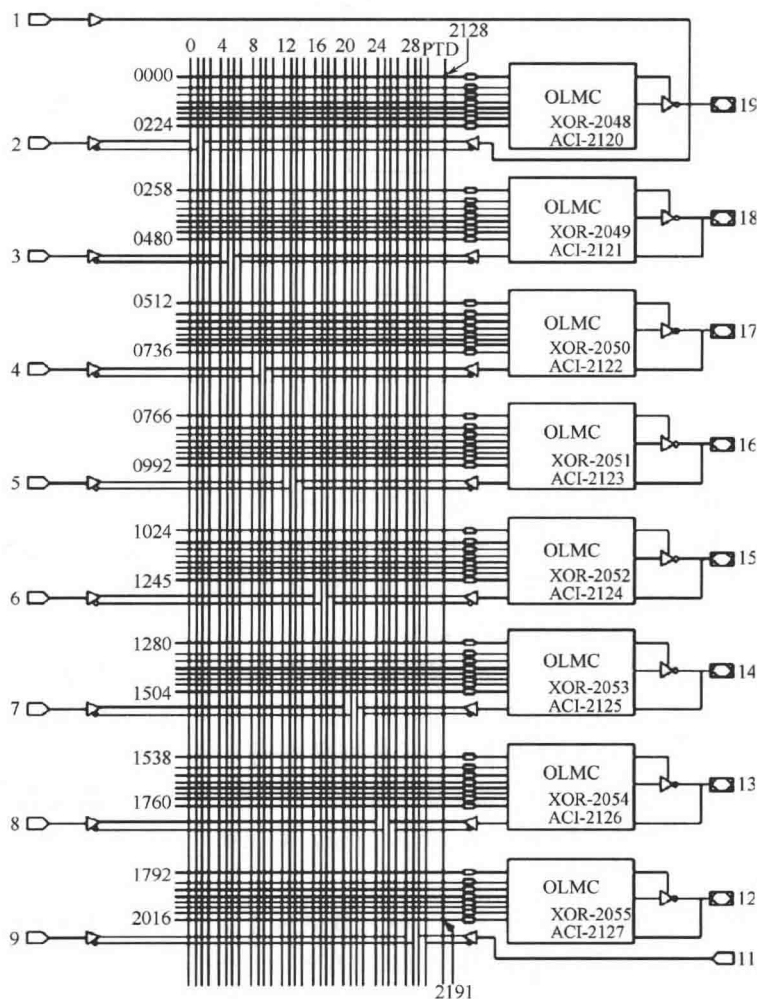 1
2128
0 4 8 12 16 20 24 28 PTD
0000
OLMC
19
XOR-2048
0224
ACI-2120
2
0258
OLMC
18
XOR-2049
0480
ACI-2121
3
0512
OLMC
17
XOR-2050
0736
ACI-2122
4
0766
OLMC
16
XOR-2051
0992
ACI-2123
5
1024
OLMC
15
XOR-2052
1245
ACI-2124
6
1280
OLMC
14
XOR-2053
1504
ACI-2125
7
1538
OLMC
13
XOR-2054
1760
ACI-2126
8
1792
OLMC
12
XOR-2055
2016
ACI-2127
9
11
2191